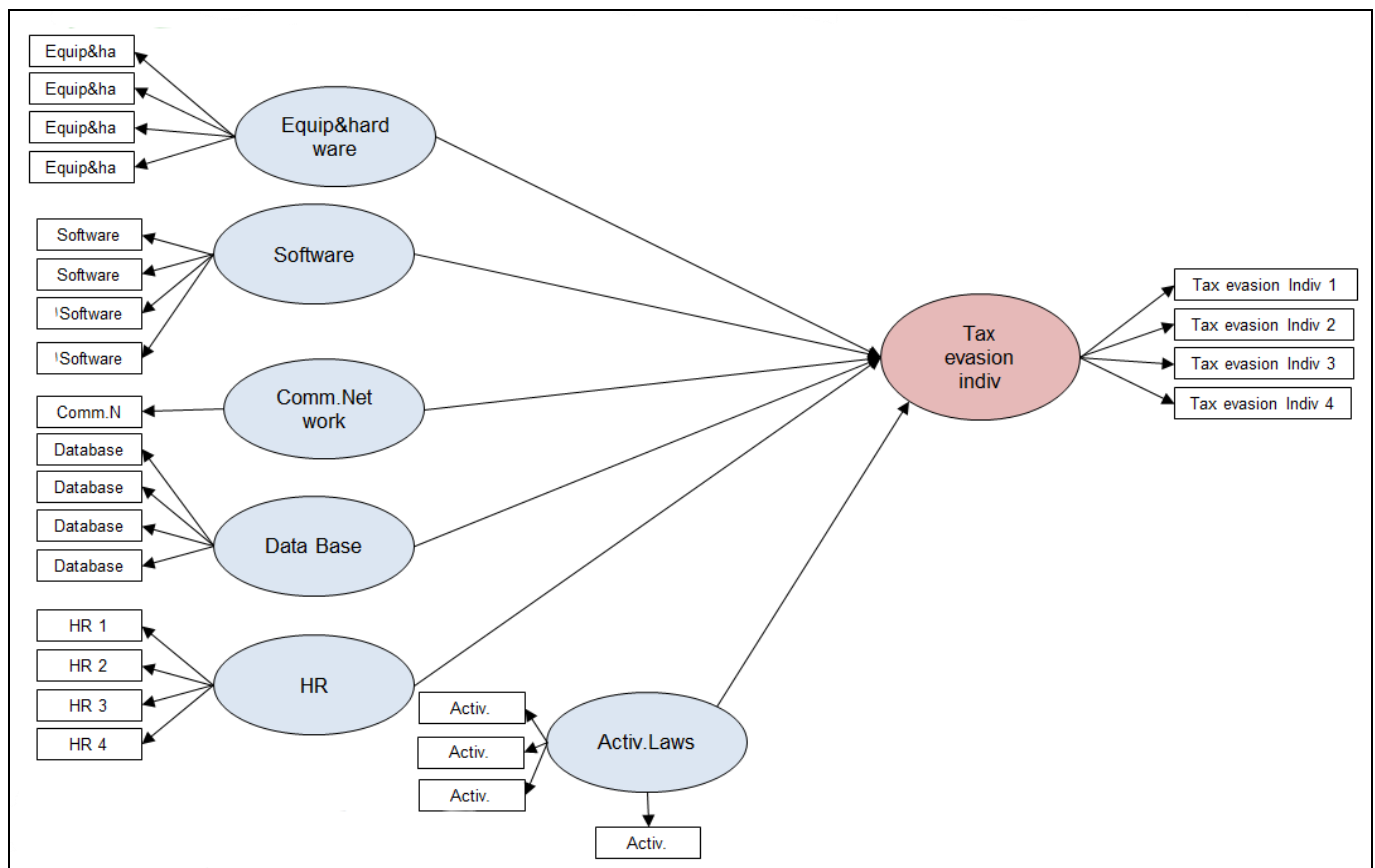 Equip&ha
Equip&ha
Equip&ha
Equip&ha
Equip&hard
ware
Software
Software
Software
Software
Software
Comm.N
Comm.Net
work
Database
Database
Database
Database
Data Base
HR 1
HR 2
HR 3
HR 4
HR
Activ.
Activ.
Activ.
Activ.
Activ.Laws
Tax
evasion
indiv
Tax evasion Indiv 1
Tax evasion Indiv 2
Tax evasion Indiv 3
Tax evasion Indiv 4